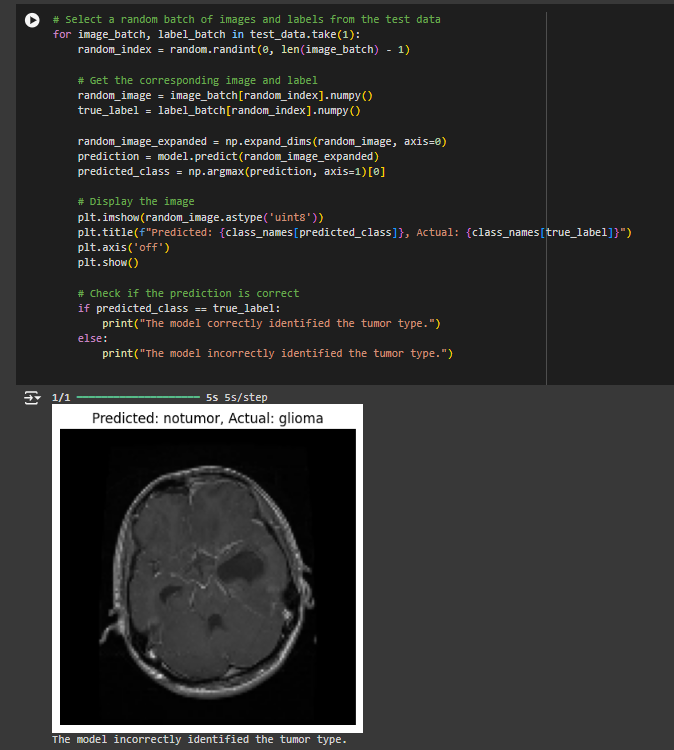 # Select a random batch of images and labels from the test data
for image_batch, label_batch in test_data.take(1):
    random_index = random.randint(0, len(image_batch) - 1)

    # Get the corresponding image and label
    random_image = image_batch[random_index].numpy()
    true_label = label_batch[random_index].numpy()

    random_image_expanded = np.expand_dims(random_image, axis=0)
    prediction = model.predict(random_image_expanded)
    predicted_class = np.argmax(prediction, axis=1)[0]

    # Display the image
    plt.imshow(random_image.astype('uint8'))
    plt.title(f"Predicted: {class_names[predicted_class]}, Actual: {class_names[true_label]}")
    plt.axis('off')
    plt.show()

    # Check if the prediction is correct
    if predicted_class == true_label:
        print("The model correctly identified the tumor type.")
    else:
        print("The model incorrectly identified the tumor type.")
1/1 5s 5s/step
Predicted: notumor, Actual: glioma
The model incorrectly identified the tumor type.